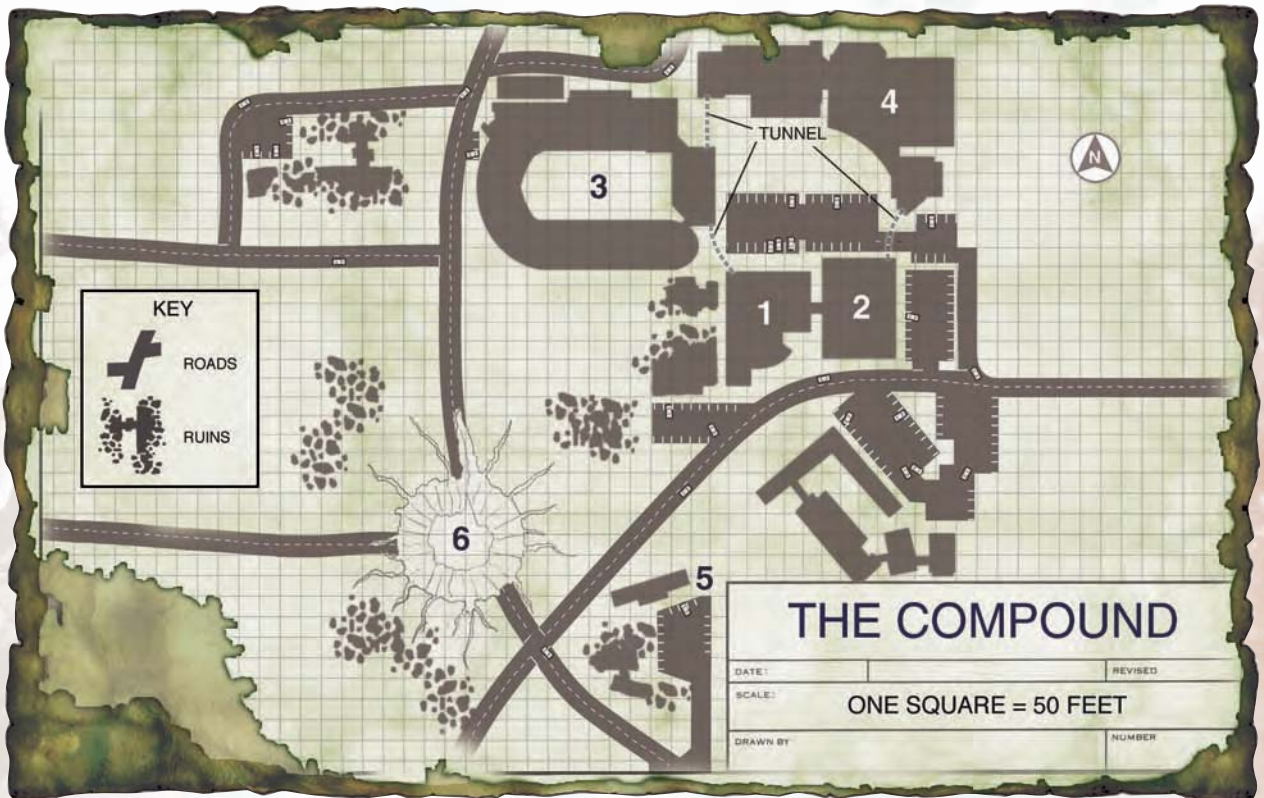 4
TUNNEL
N
3
KEY
ROADS
RUINS
1
2
6
5
THE COMPOUND
DATE:
REVISED
SCALE:
ONE SQUARE = 50 FEET
DRAWN BY
NUMBER